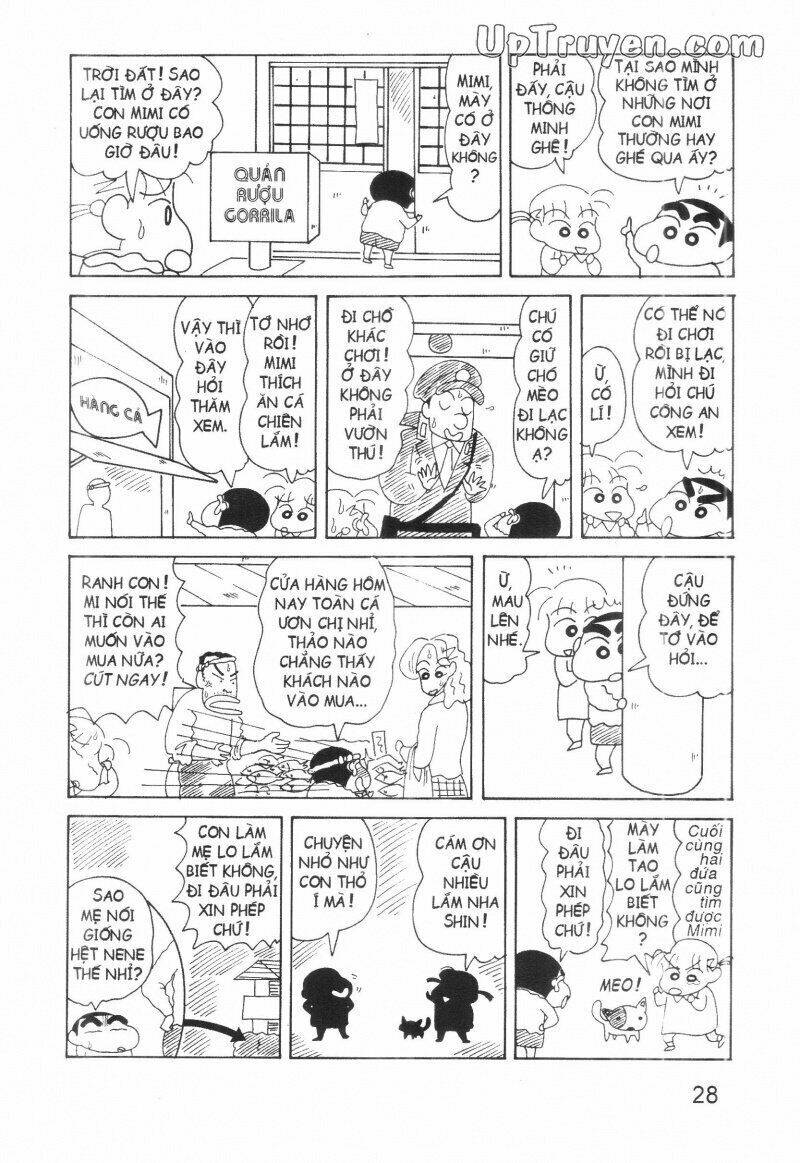 UpTruyen.com
TẠI SAO MÌNH
KHÔNG TÌM Ở
NHỮNG NƠI
CON MIMI
THƯỜNG HAY
GHÉ QUA ẤY?
PHẢI
ĐẤY, CẬU
THÔNG
MINH
GHÊ!
MIMI,
MÀY
CÓ Ở
ĐÂY
KHÔNG?
QUÁN
RƯỢU
GORRILA
TRỜI ĐẤT! SAO
LẠI TÌM Ở ĐÂY?
CON MIMI CÓ
UỐNG RƯỢU BAO
GIỜ ĐÂU!
CÓ THỂ NÓ
ĐI CHƠI
RỒI BỊ LẠC,
MÌNH ĐI
HỎI CHÚ
CÔNG AN
XEM!
Ừ,
CÓ
LÍ!
CHÚ
CÓ
GIỮ
CHÓ
MÈO
ĐI LẠC
KHÔNG
Ạ?
ĐI CHỖ
KHÁC
CHƠI!
Ở ĐÂY
KHÔNG
PHẢI
VƯỜN
THÚ!
TỚ NHỚ
RỒI!
MIMI
THÍCH
ĂN CÁ
CHIÊN
LẮM!
VẬY THÌ
VÀO
ĐÂY
HỎI
THĂM
XEM.
HÀNG CÁ
CẬU
ĐỨNG
ĐÂY, ĐỂ
TỚ VÀO
HỎI...
Ừ,
MAU
LÊN
NHÉ.
CỬA HÀNG HÔM
NAY TOÀN CÁ
ƯƠN CHỊ NHỈ,
THẢO NÀO
CHẲNG THẤY
KHÁCH NÀO
VÀO MUA...
RANH CON!
MI NÓI THẾ
THÌ CÒN AI
MUỐN VÀO
MUA NỮA?
CÚT NGAY!
Cuối
cùng
hai
đứa
cũng
tìm
được
Mimi
MÀY
LÀM
TAO
LO LẮM
BIẾT
KHÔNG
?
ĐI
ĐÂU
PHẢI
XIN
PHÉP
CHỨ!
MEO!
CÁM ƠN
CẬU
NHIỀU
LẮM NHA
SHIN!
CHUYỆN
NHỎ NHƯ
CON THỎ
Í MÀ!
CON LÀM
MẸ LO LẮM
BIẾT KHÔNG,
ĐI ĐÂU PHẢI
XIN PHÉP
CHỨ!
SAO
MẸ NÓI
GIỐNG
HỆT NENE
THẾ NHỈ?
28